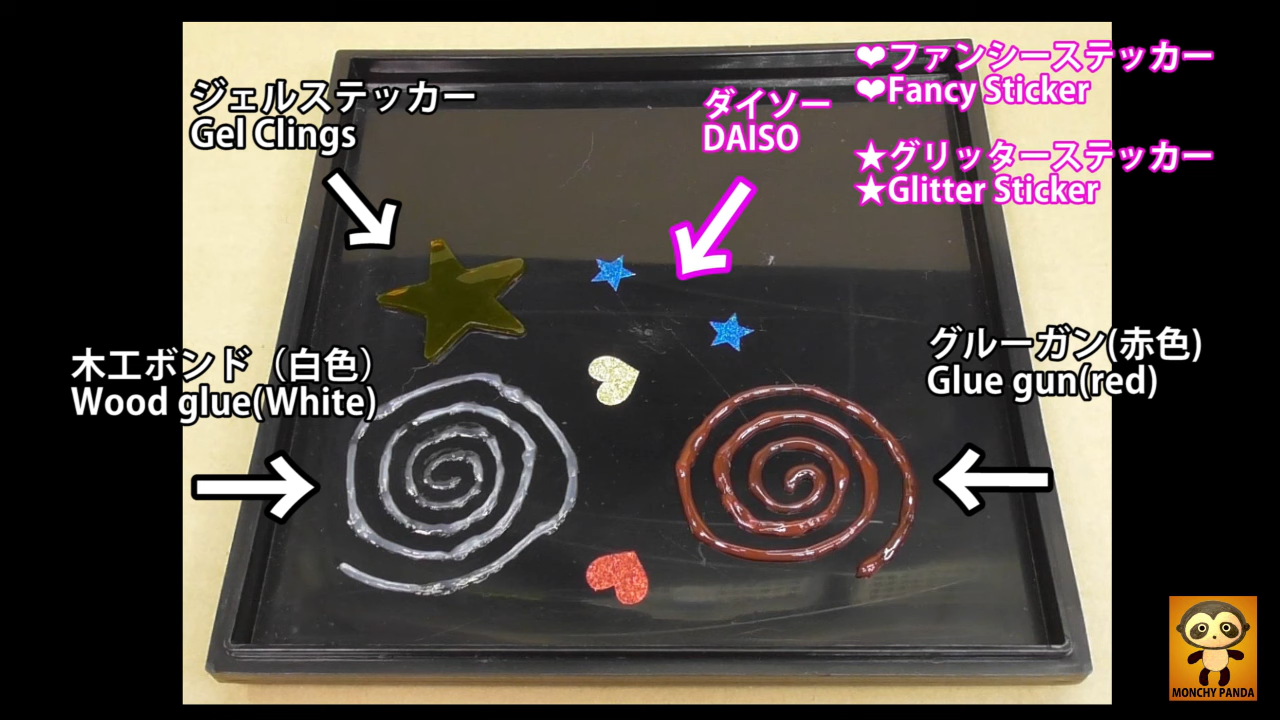 ジェルステッカー
Gel Clings
ダイソー
DAISO
❤ファンシーステッカー
❤Fancy Sticker
★グリッターステッカー
★Glitter Sticker
木工ボンド（白色）
Wood glue(White)
グルーガン(赤色)
Glue gun(red)
MONCHY PANDA